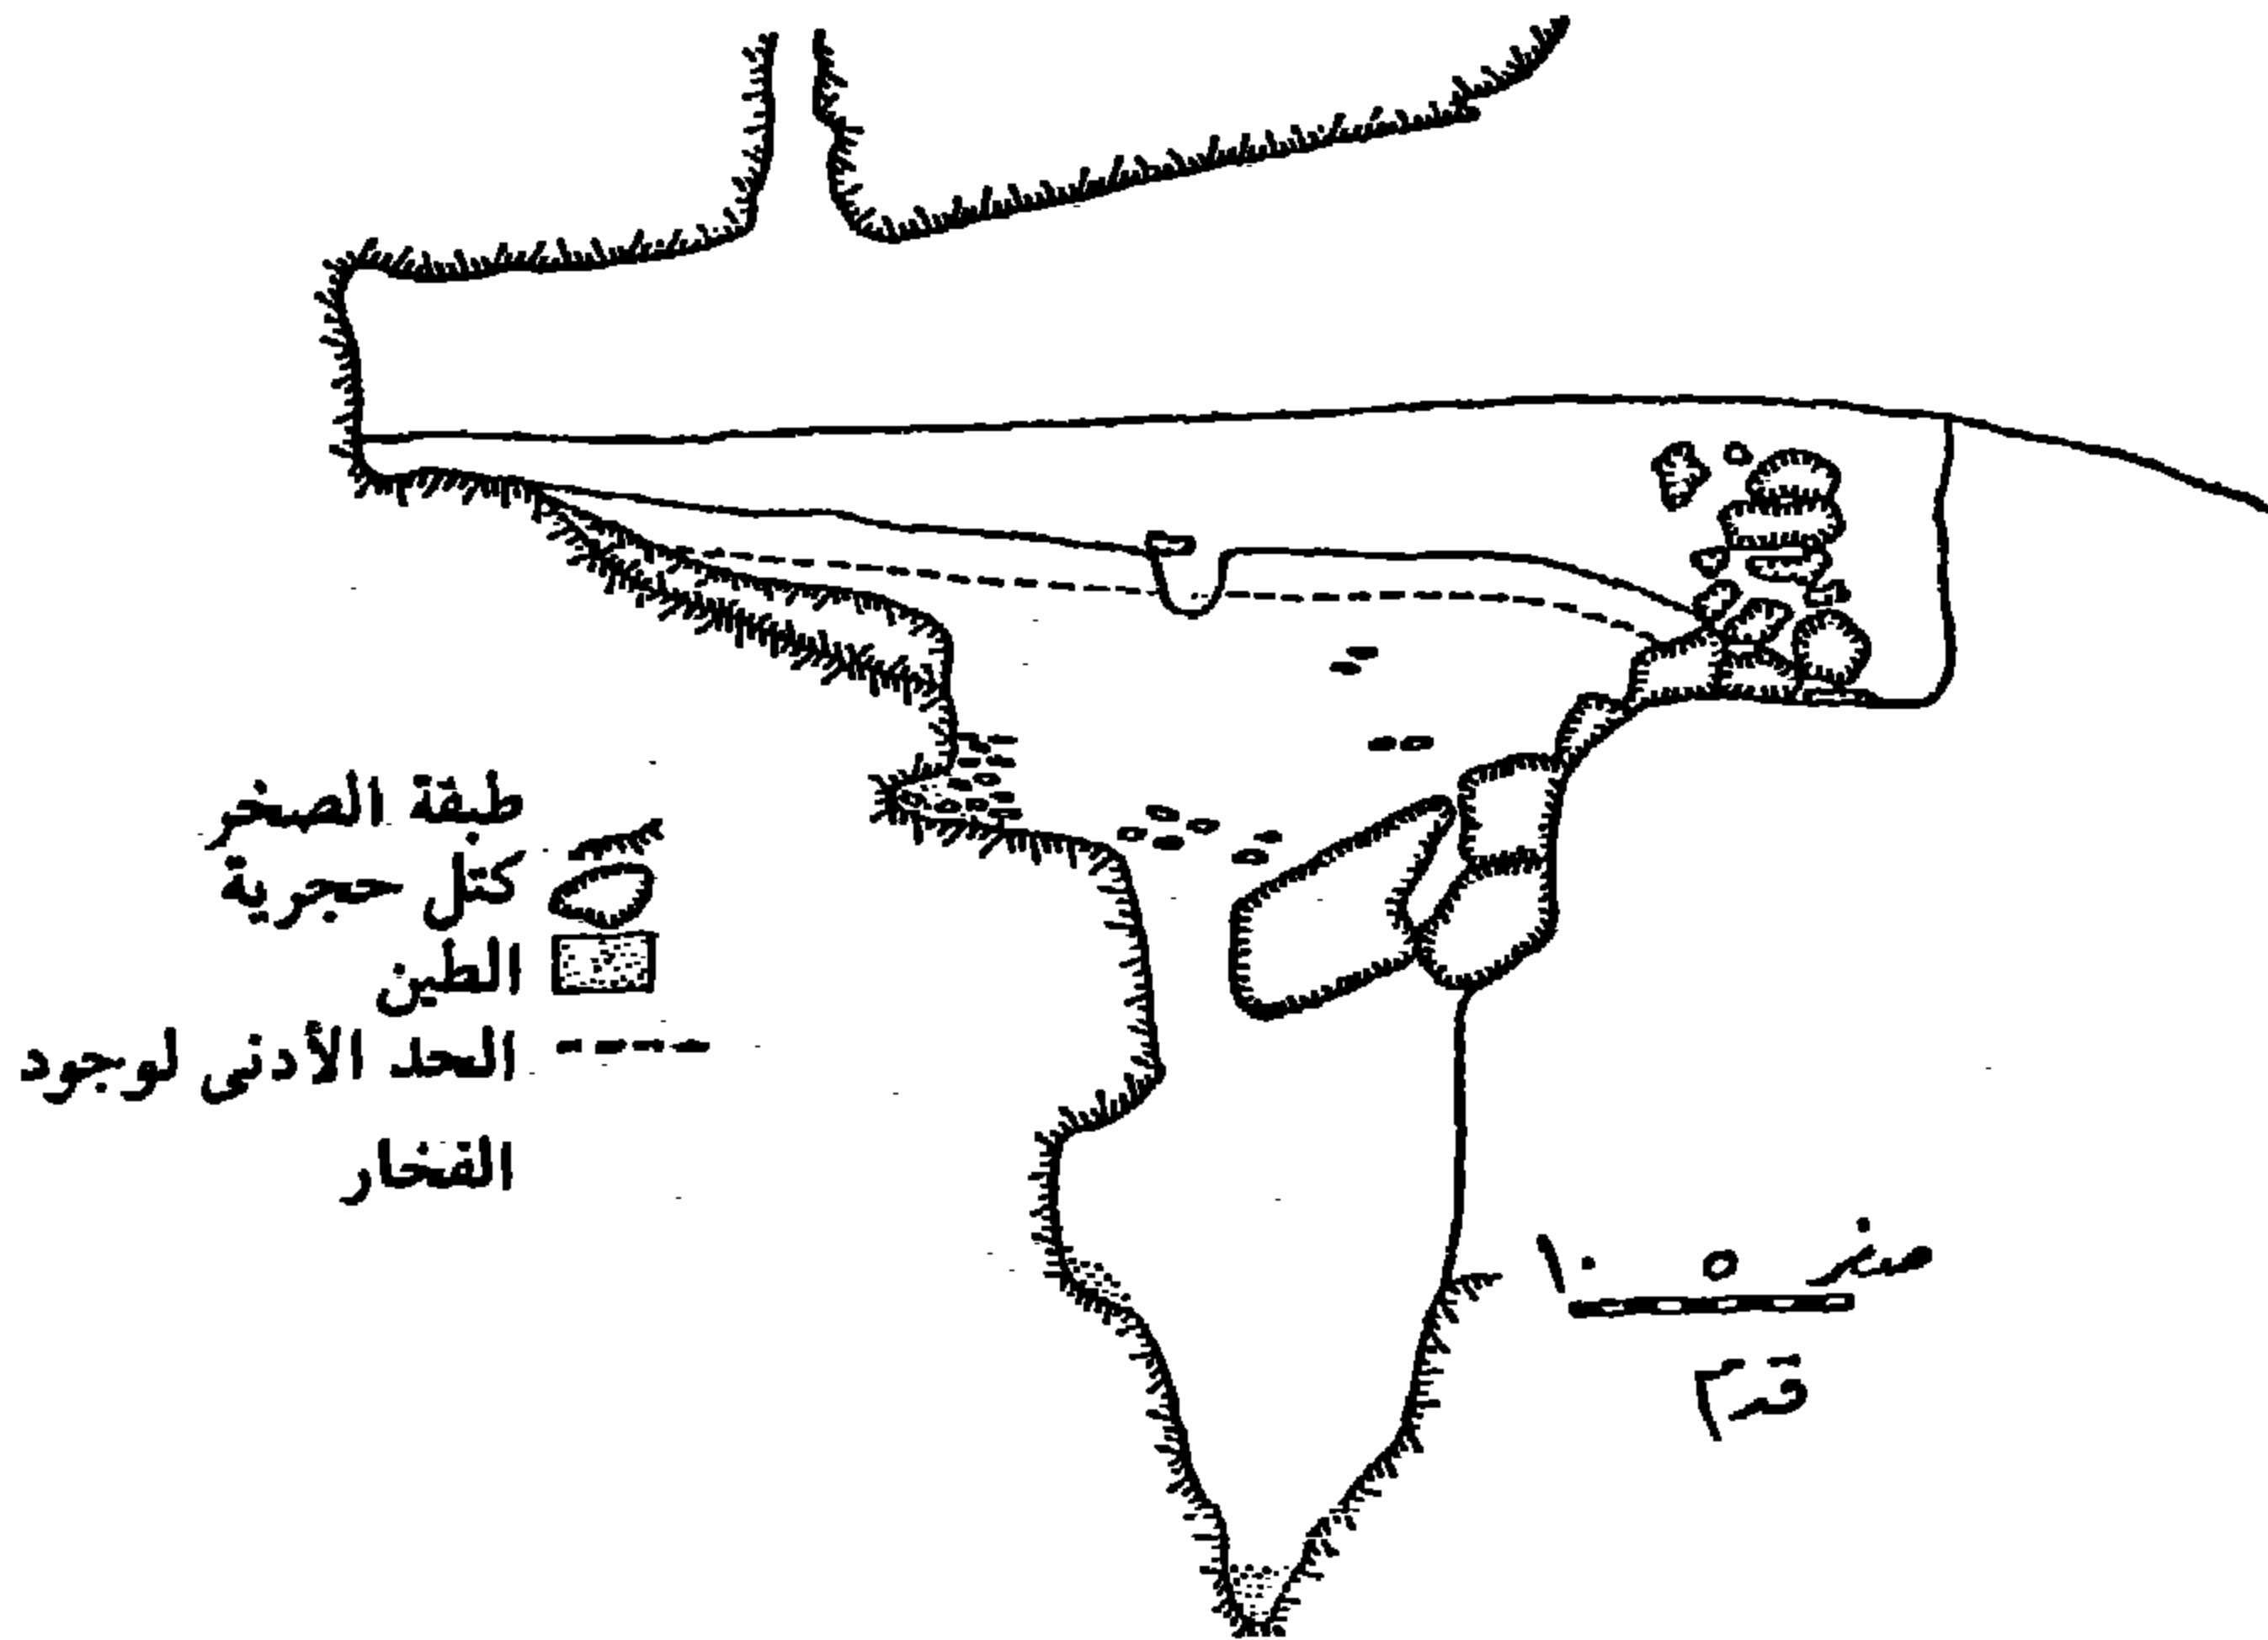 طبقة الصخر
كتل حجرية
الطين
الحد الأدنى لوجود
الفخار
صفر ٥ ١٠
قدم